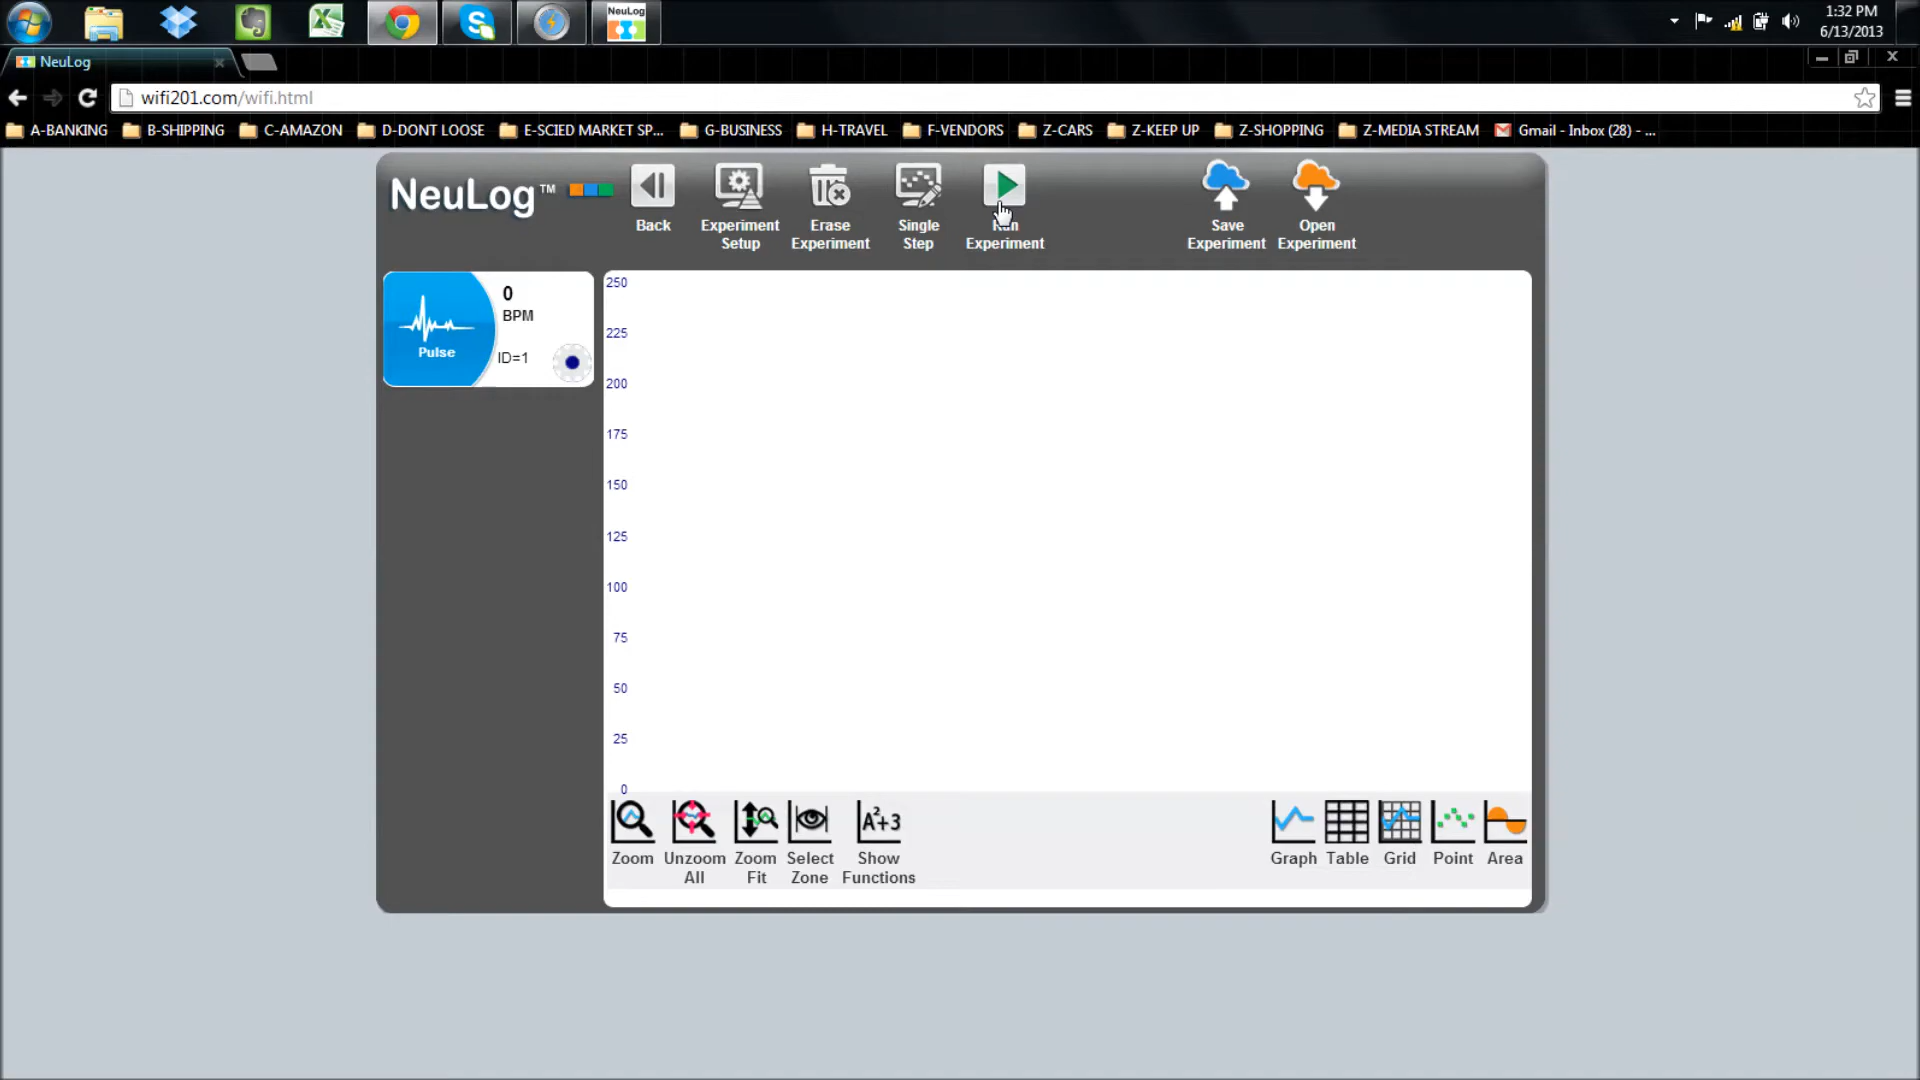 NeuLog
1:32 PM
6/13/2013
NeuLog
wifi201.com/wifi.html
A-BANKING B-SHIPPING C-AMAZON D-DONT LOOSE E-SCIED MARKET SP... G-BUSINESS H-TRAVEL F-VENDORS Z-CARS Z-KEEP UP Z-SHOPPING Z-MEDIA STREAM Gmail - Inbox (28) - ...
NeuLog™
Back
Experiment
Setup
Erase
Experiment
Single
Step
Run
Experiment
Save
Experiment
Open
Experiment
Pulse
0
BPM
ID=1
250
225
200
175
150
125
100
75
50
25
0
A²+3
Zoom
Unzoom
All
Zoom
Fit
Select
Zone
Show
Functions
Graph
Table
Grid
Point
Area